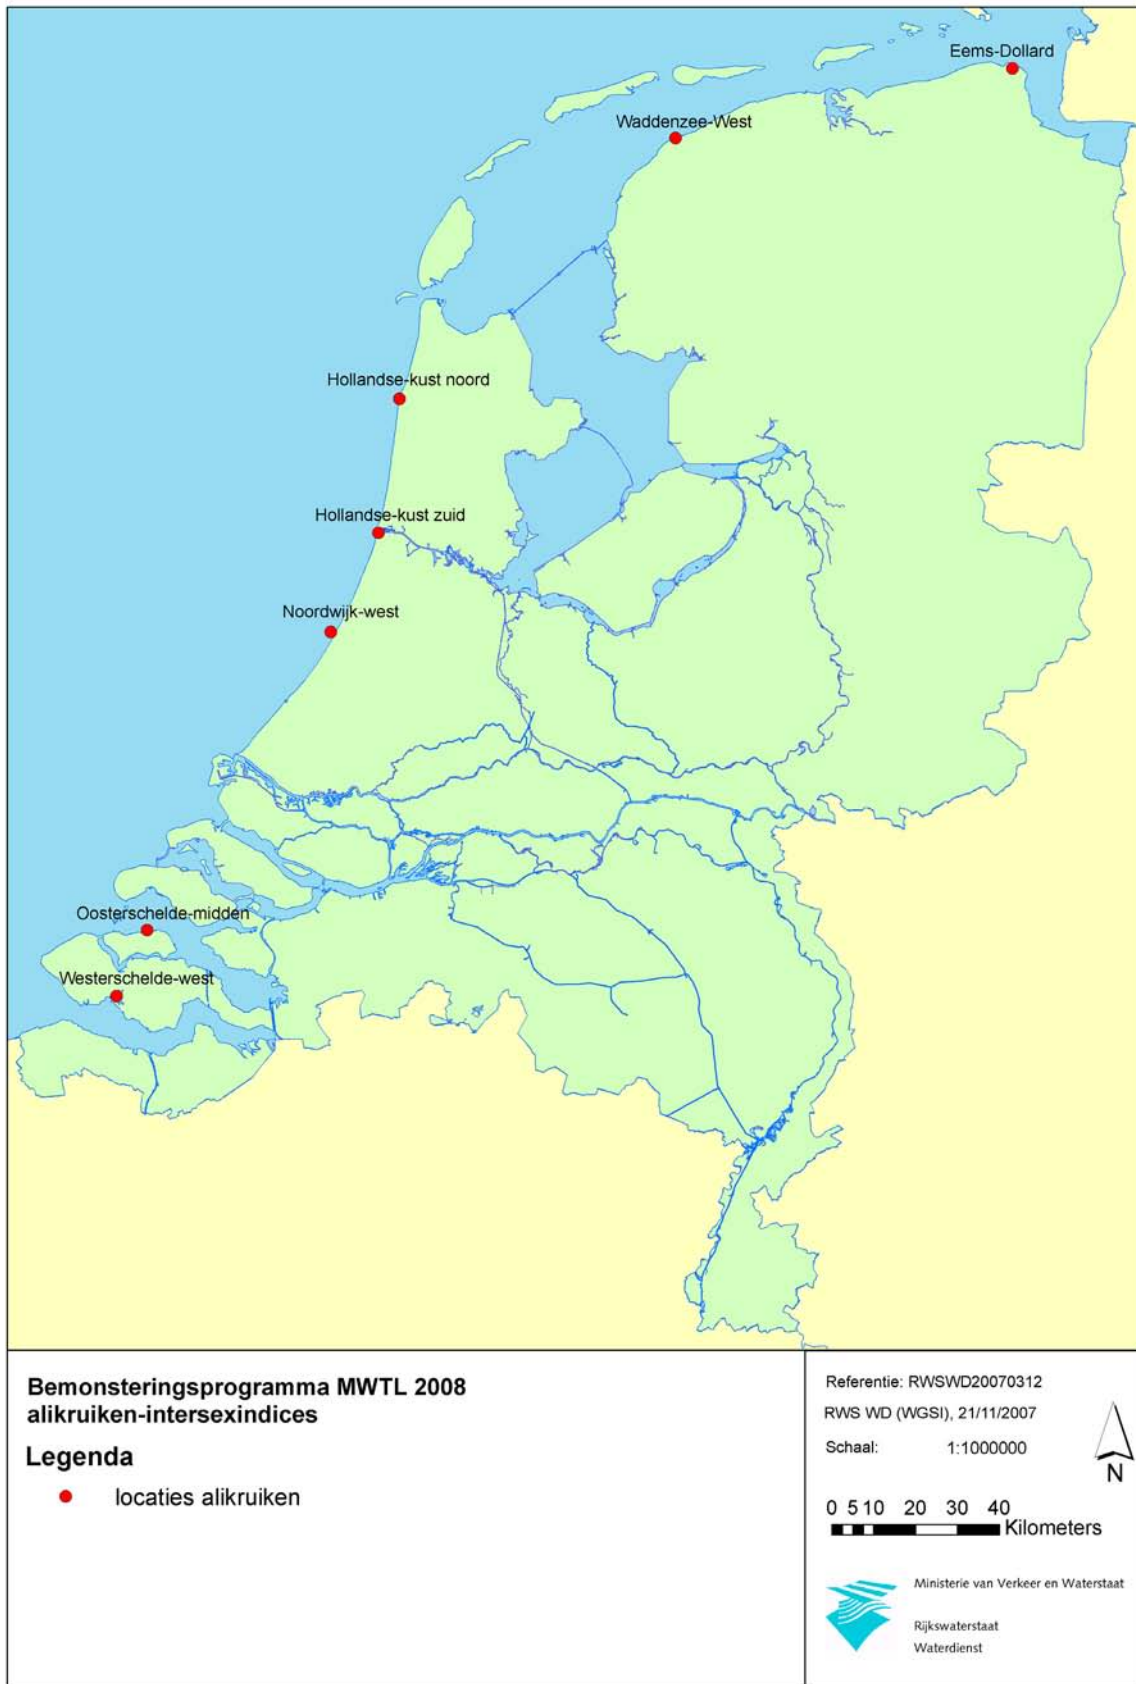 Eems-Dollard
Waddenzee-West
Hollandse-kust noord
Hollandse-kust zuid
Noordwijk-west
Oosterschelde-midden
Westerschelde-west
Bemonsteringsprogramma MWTL 2008
alikruiken-intersexindices
Legenda
locaties alikruiken
Referentie: RWSWD20070312
RWS WD (WGSI), 21/11/2007
Schaal: 1:1000000
N
0 5 10 20 30 40
Kilometers
Ministerie van Verkeer en Waterstaat
Rijkswaterstaat
Waterdienst